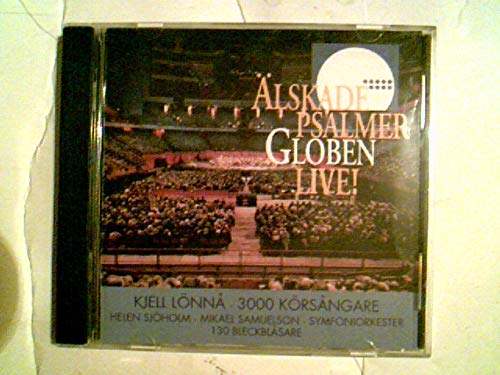 ÄLSKADE
PSALMER
GLOBEN
LIVE!
KJELL LÖNNÅ · 3000 KÖRSÅNGARE
HELEN SJÖHOLM · MIKAEL SAMUELSON · SYMFONIORKESTER
130 BLECKBLÅSARE